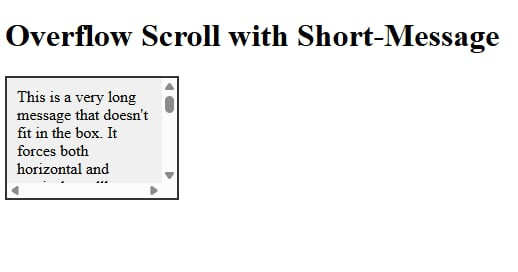 Overflow Scroll with Short-Message
This is a very long
message that doesn't
fit in the box. It
forces both
horizontal and